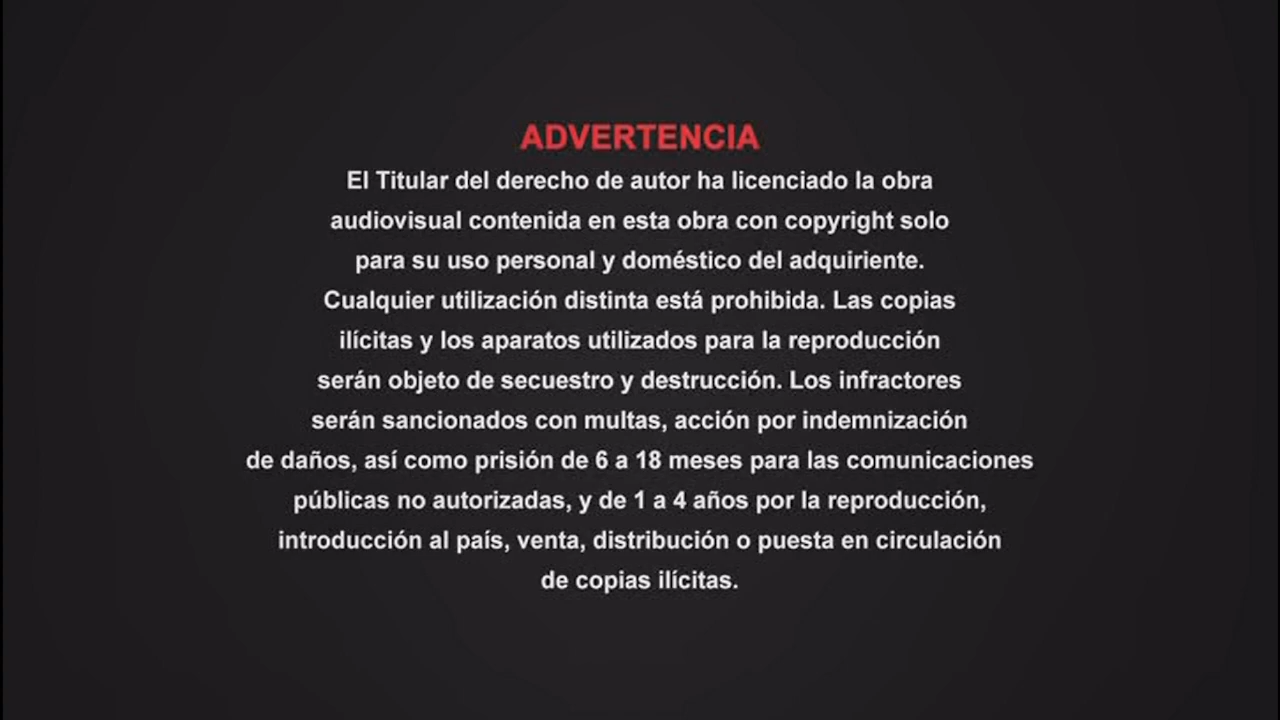 ADVERTENCIA
El Titular del derecho de autor ha licenciado la obra
audiovisual contenida en esta obra con copyright solo
para su uso personal y doméstico del adquiriente.
Cualquier utilización distinta está prohibida. Las copias
ilícitas y los aparatos utilizados para la reproducción
serán objeto de secuestro y destrucción. Los infractores
serán sancionados con multas, acción por indemnización
de daños, así como prisión de 6 a 18 meses para las comunicaciones
públicas no autorizadas, y de 1 a 4 años por la reproducción,
introducción al país, venta, distribución o puesta en circulación
de copias ilícitas.